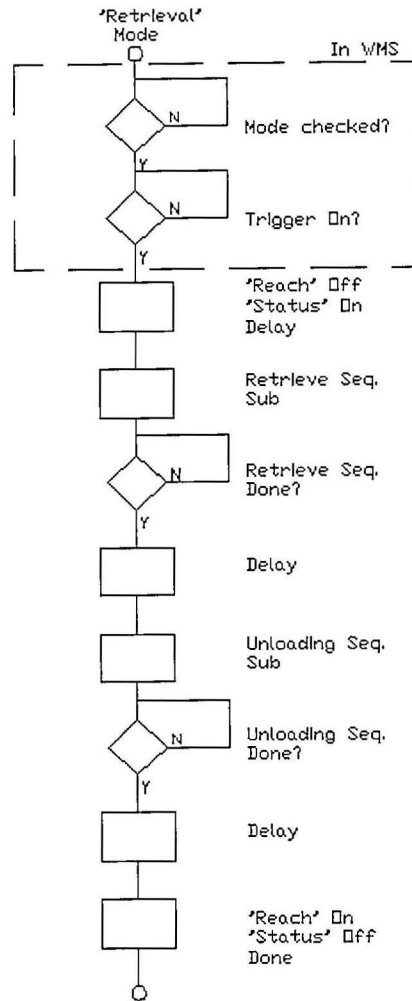 'Retrieval'
Mode
In WMS
N
Mode checked?
Y
N
Trigger On?
Y
'Reach' Off
'Status' On
Delay
Retrieve Seq.
Sub
N
Retrieve Seq.
Done?
Y
Delay
Unloading Seq.
Sub
N
Unloading Seq.
Done?
Y
Delay
'Reach' On
'Status' Off
Done